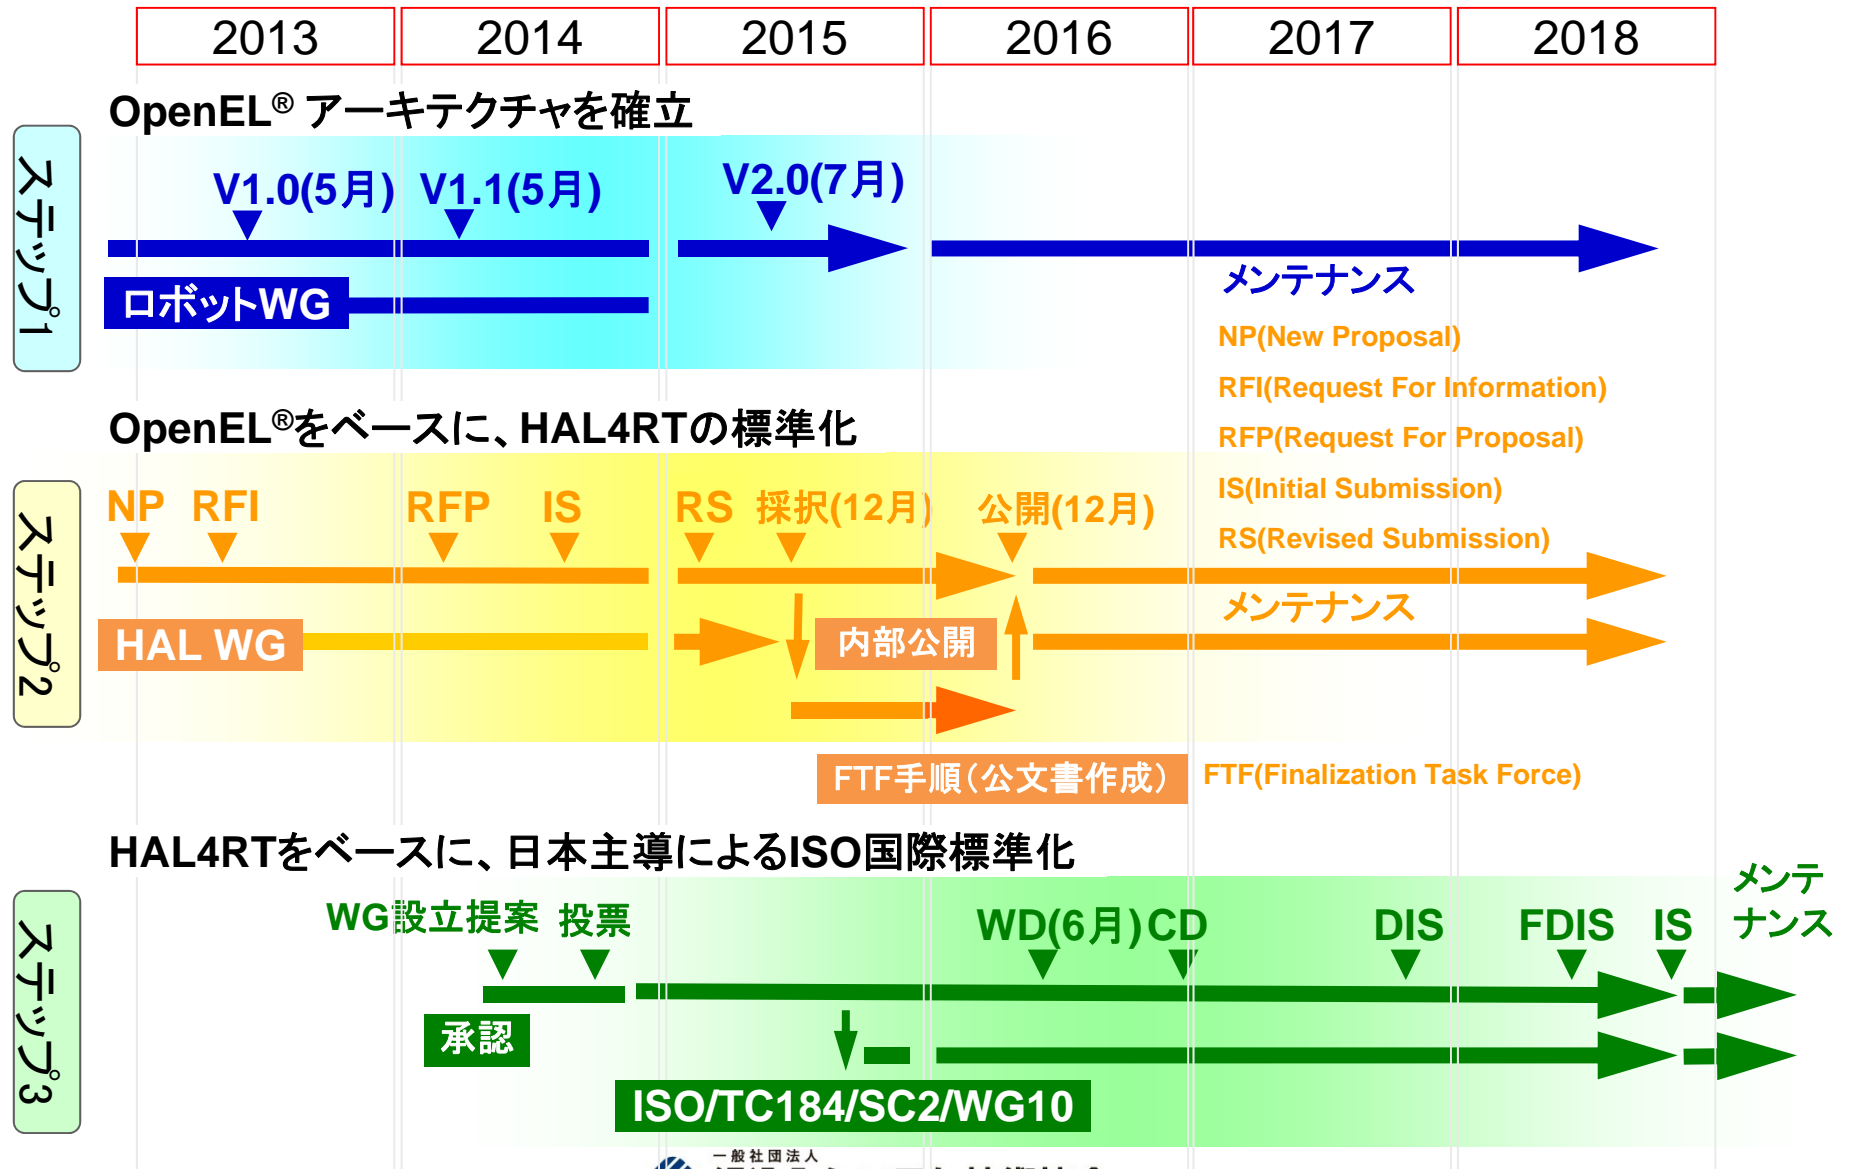 2013 2014 2015 2016 2017 2018
OpenEL® アーキテクチャを確立
ステップ1
V1.0(5月) V1.1(5月) V2.0(7月)
メンテナンス
ロボットWG
NP(New Proposal)
RFI(Request For Information)
RFP(Request For Proposal)
IS(Initial Submission)
RS(Revised Submission)
OpenEL®をベースに、HAL4RTの標準化
ステップ2
NP RFI RFP IS RS 採択(12月) 公開(12月)
メンテナンス
HAL WG
内部公開
FTF手順（公文書作成）
FTF(Finalization Task Force)
HAL4RTをベースに、日本主導によるISO国際標準化
ステップ3
WG設立提案 投票 WD(6月) CD DIS FDIS IS
メンテ
ナンス
承認
ISO/TC184/SC2/WG10
一般社団法人